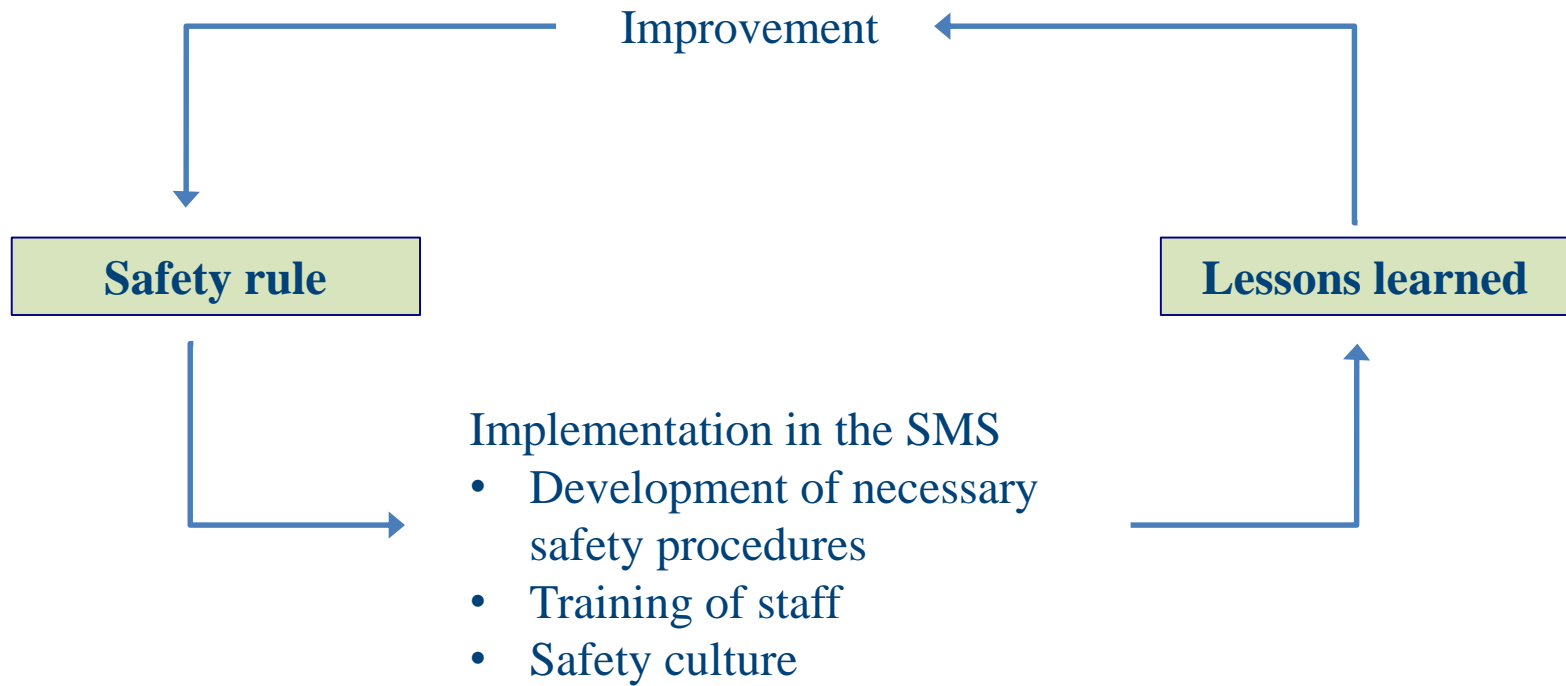 Improvement
Safety rule
Lessons learned
Implementation in the SMS
• Development of necessary
safety procedures
• Training of staff
• Safety culture